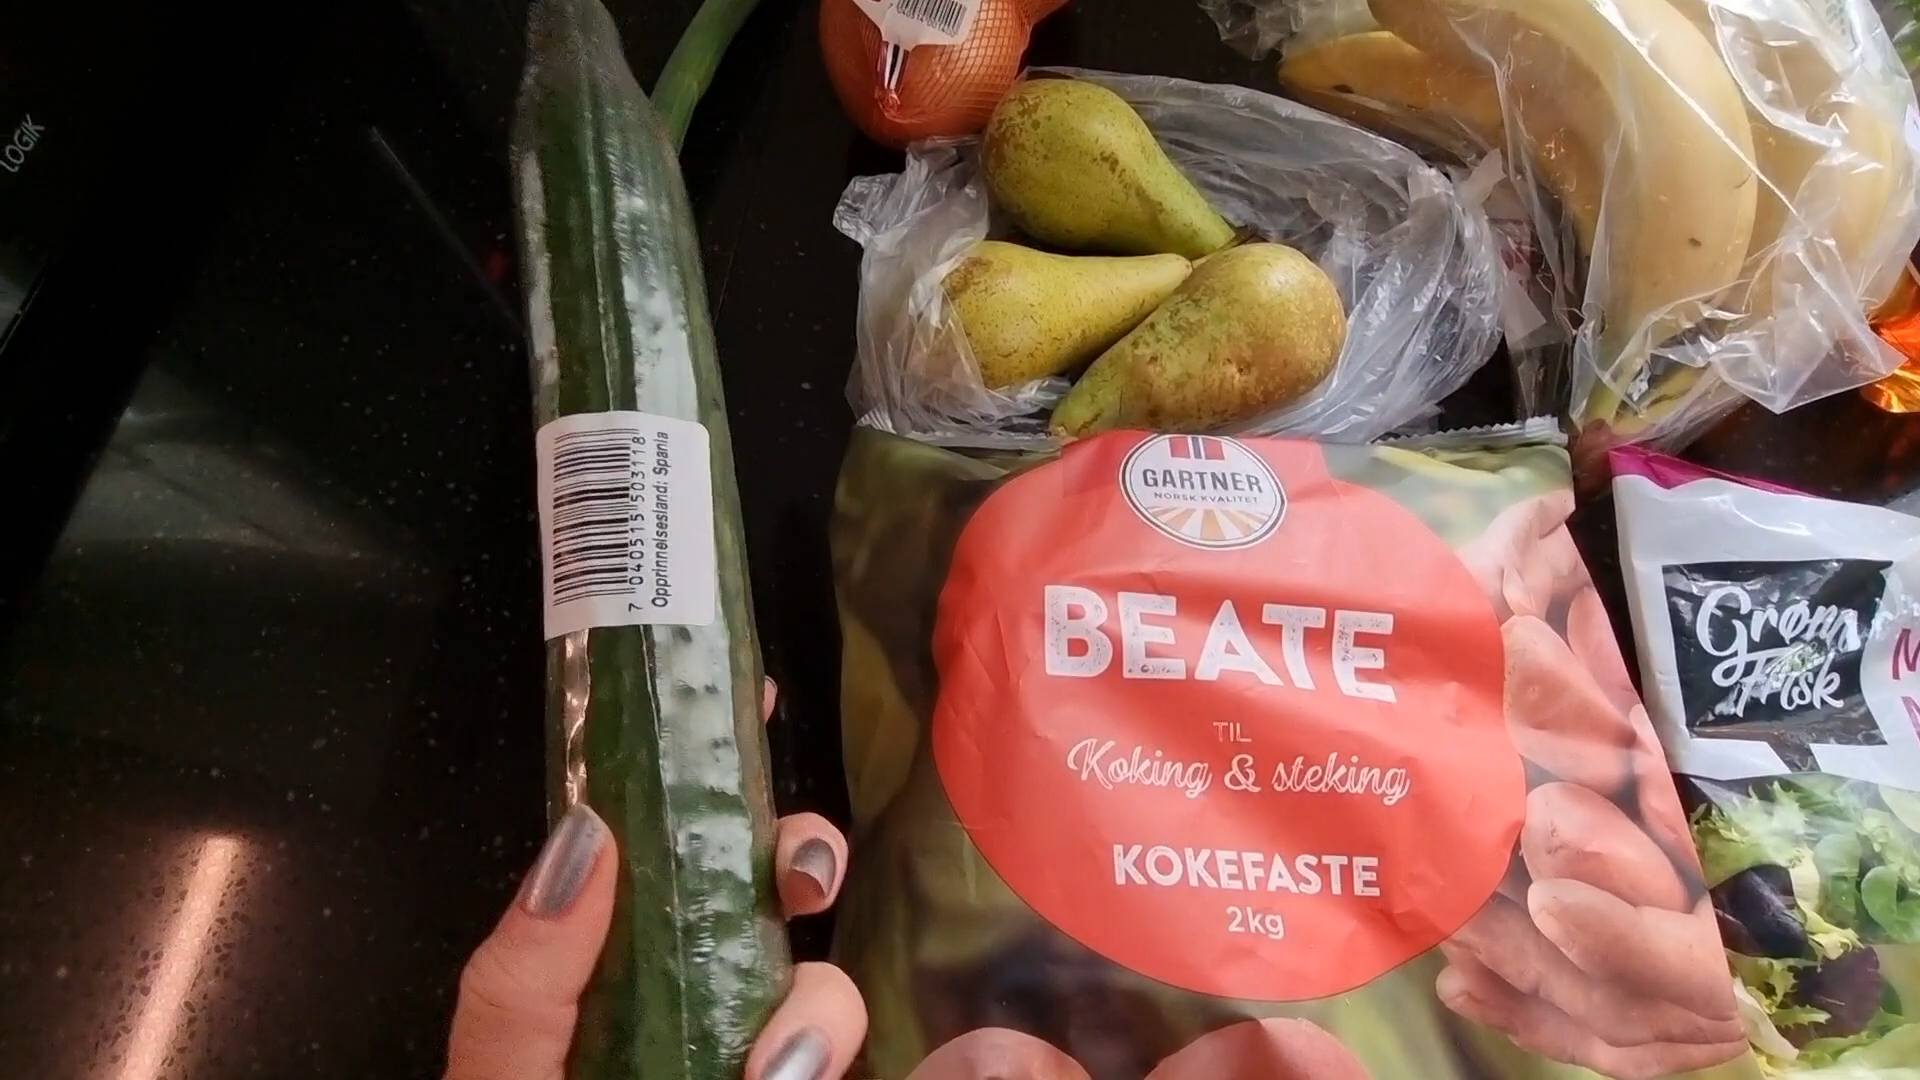 LOGIK
7 040515 503118
Opprinnelsesland: Spania
GARTNER
NORSK KVALITET
BEATE
TIL
Koking & steking
KOKEFASTE
2kg
Grønn
Frisk